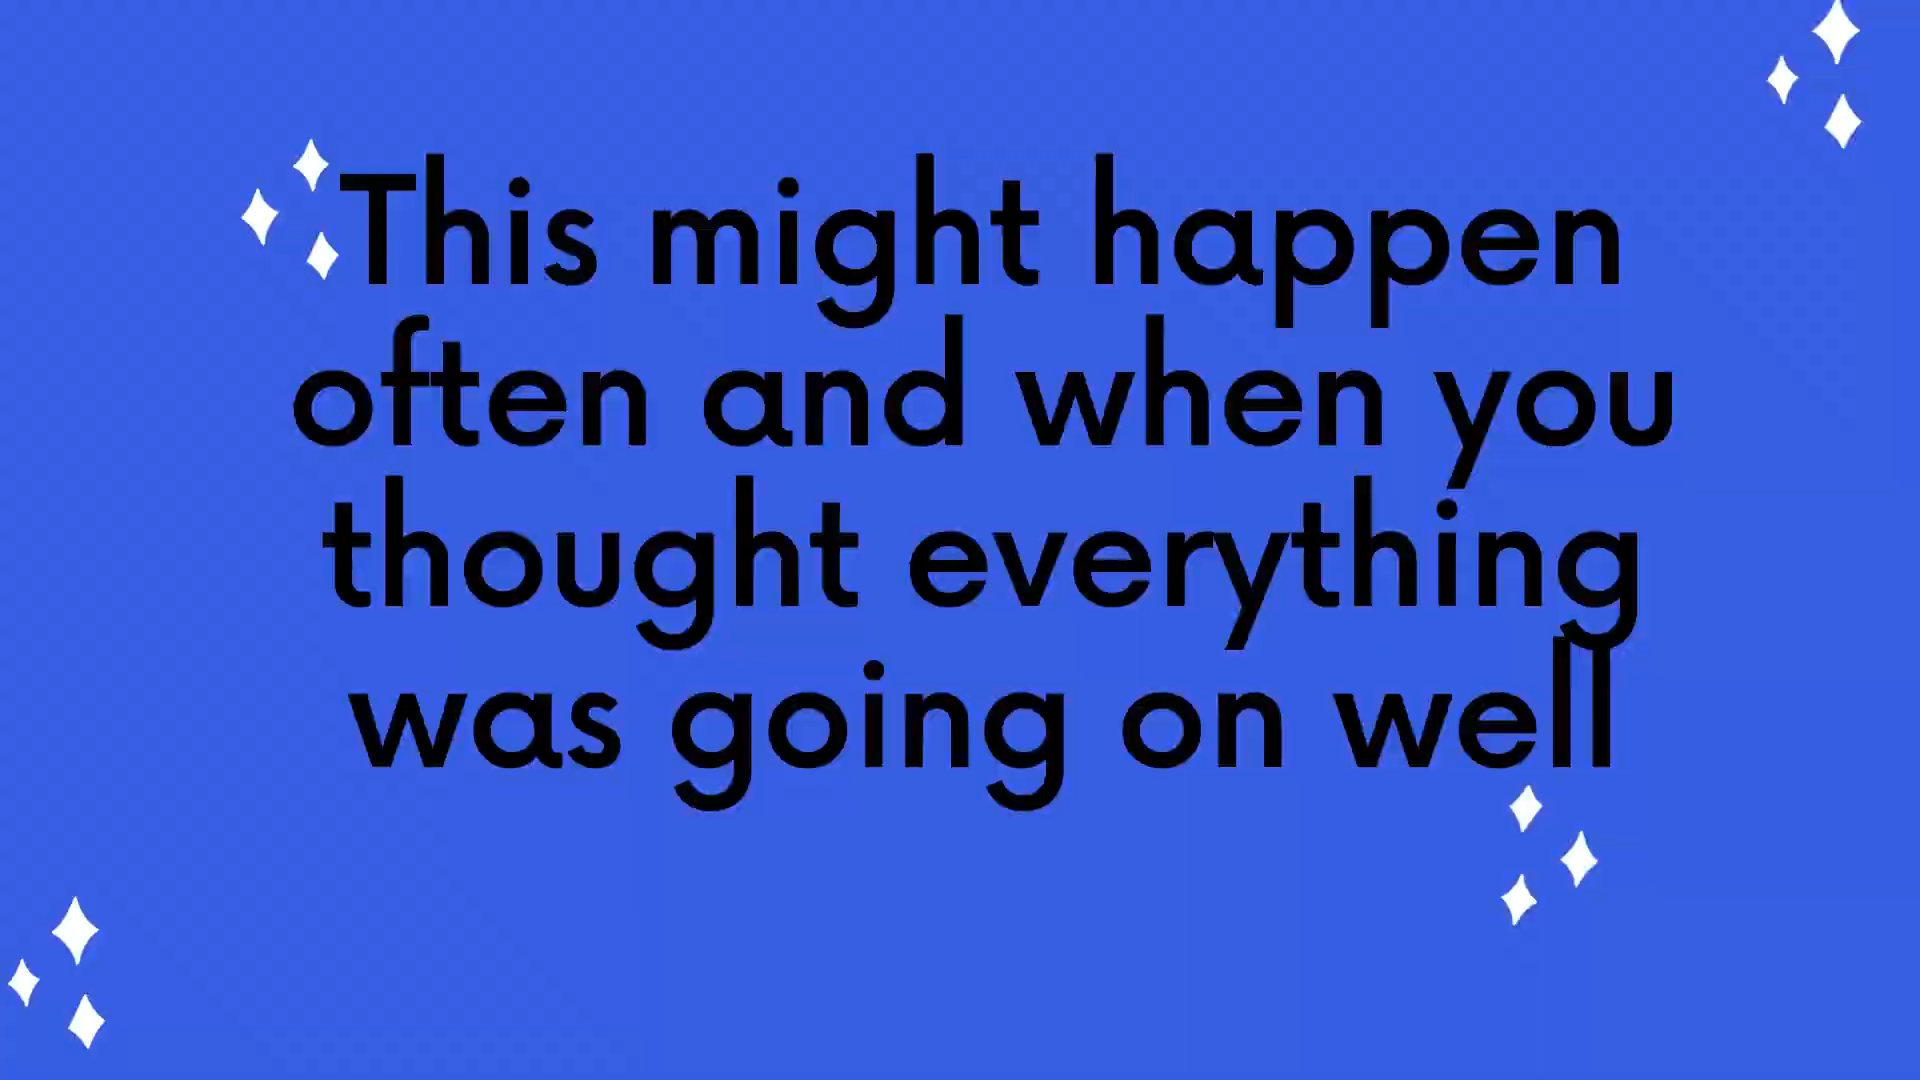 This might happen
often and when you
thought everything
was going on well